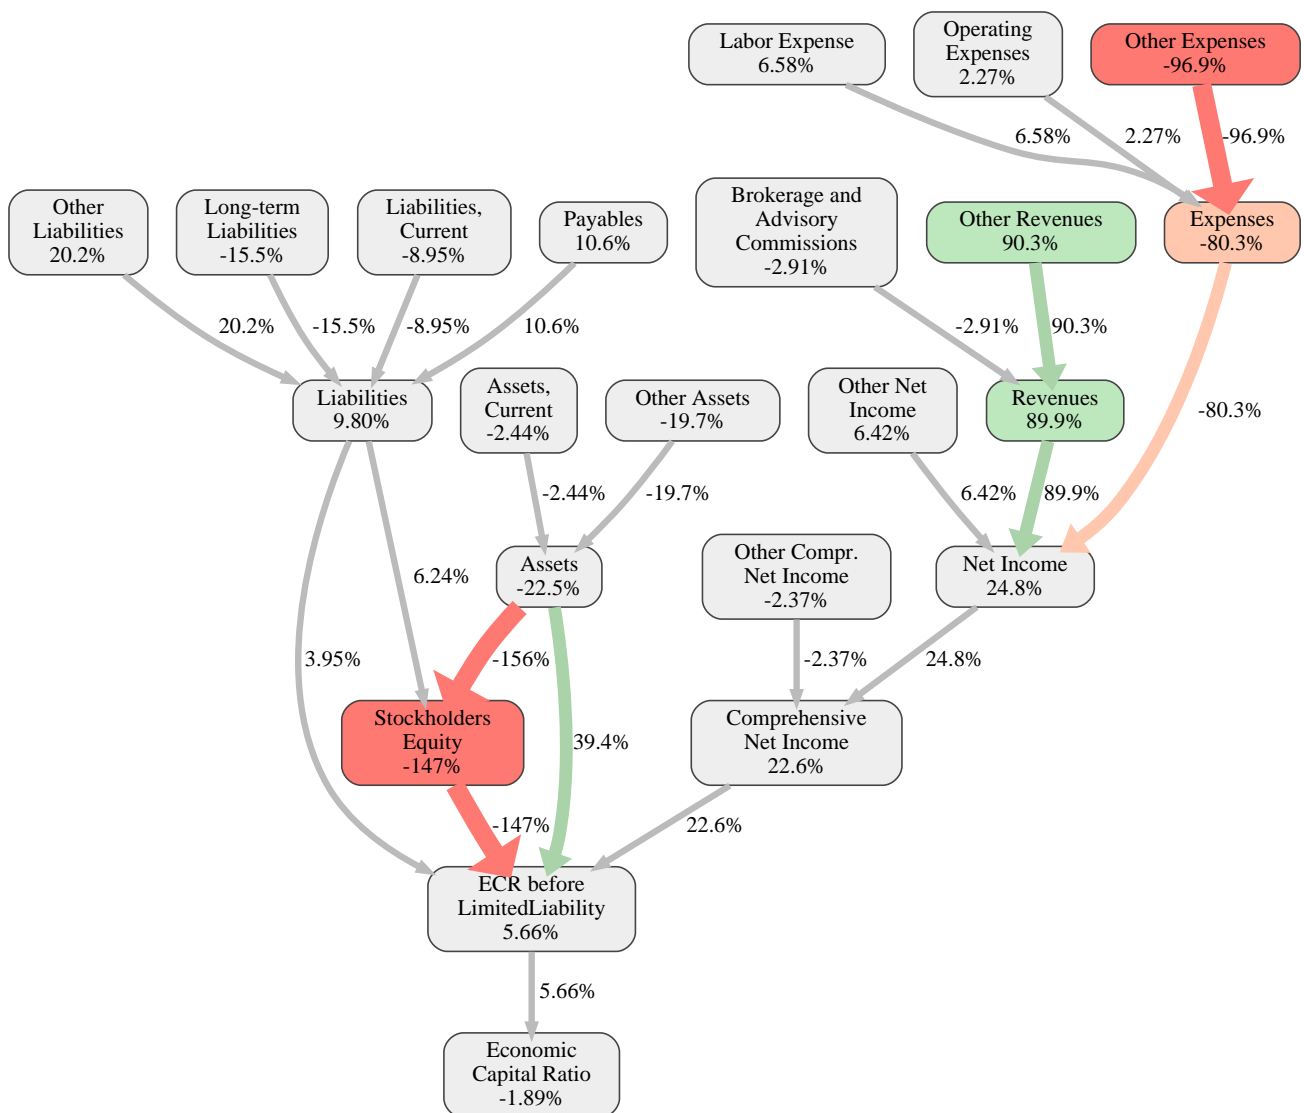 Labor Expense
6.58%
Operating
Expenses
2.27%
Other Expenses
-96.9%
6.58%
2.27%
-96.9%
Other
Liabilities
20.2%
Long-term
Liabilities
-15.5%
Liabilities,
Current
-8.95%
Payables
10.6%
Brokerage and
Advisory
Commissions
-2.91%
Other Revenues
90.3%
Expenses
-80.3%
20.2%
-15.5%
-8.95%
10.6%
-2.91%
90.3%
-80.3%
Liabilities
9.80%
Assets,
Current
-2.44%
Other Assets
-19.7%
Other Net
Income
6.42%
Revenues
89.9%
-2.44%
-19.7%
6.42%
89.9%
Assets
-22.5%
Other Compr.
Net Income
-2.37%
Net Income
24.8%
6.24%
3.95%
-156%
-2.37%
24.8%
Stockholders
Equity
-147%
39.4%
Comprehensive
Net Income
22.6%
-147%
22.6%
ECR before
LimitedLiability
5.66%
5.66%
Economic
Capital Ratio
-1.89%